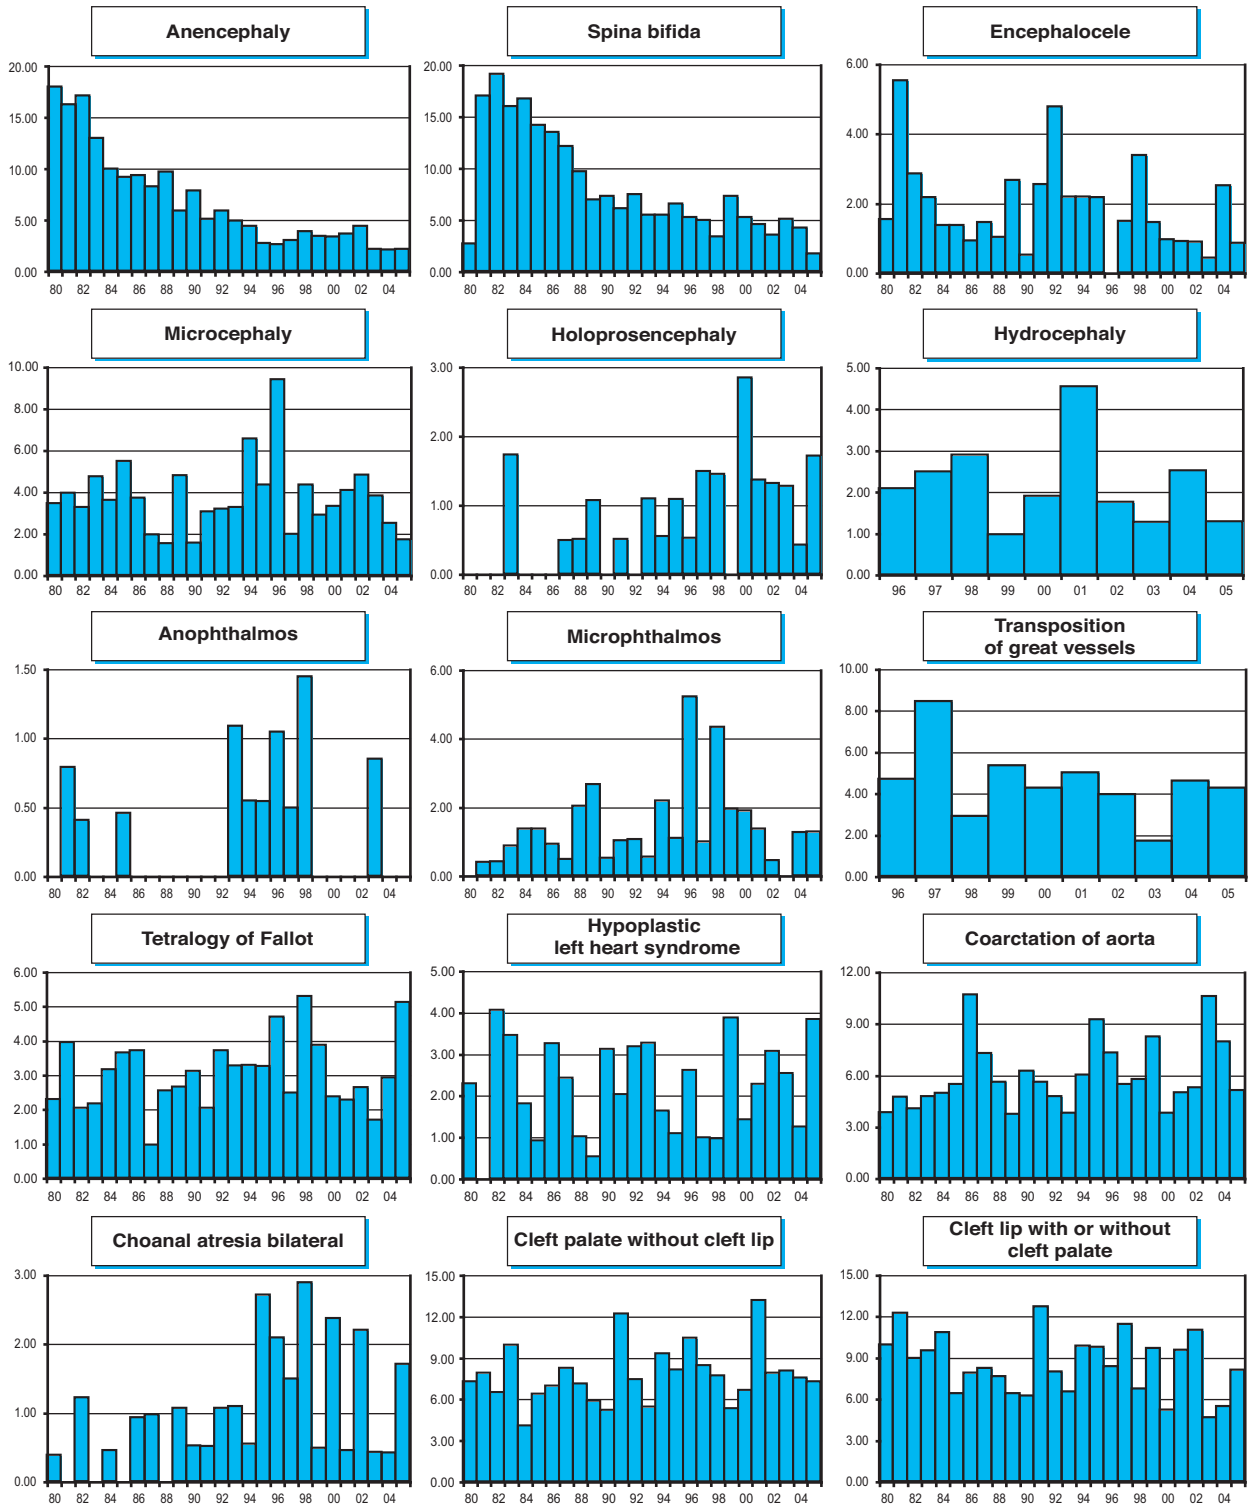 Anencephaly
20.00
15.00
10.00
5.00
0.00
80 82 84 86 88 90 92 94 96 98 00 02 04
Spina bifida
20.00
15.00
10.00
5.00
0.00
80 82 84 86 88 90 92 94 96 98 00 02 04
Encephalocele
6.00
4.00
2.00
0.00
80 82 84 86 88 90 92 94 96 98 00 02 04
Microcephaly
10.00
8.00
6.00
4.00
2.00
0.00
80 82 84 86 88 90 92 94 96 98 00 02 04
Holoprosencephaly
3.00
2.00
1.00
0.00
80 82 84 86 88 90 92 94 96 98 00 02 04
Hydrocephaly
5.00
4.00
3.00
2.00
1.00
0.00
96 97 98 99 00 01 02 03 04 05
Anophthalmos
1.50
1.00
0.50
0.00
80 82 84 86 88 90 92 94 96 98 00 02 04
Microphthalmos
6.00
4.00
2.00
0.00
80 82 84 86 88 90 92 94 96 98 00 02 04
Transposition
of great vessels
10.00
8.00
6.00
4.00
2.00
0.00
96 97 98 99 00 01 02 03 04 05
Tetralogy of Fallot
6.00
5.00
4.00
3.00
2.00
1.00
0.00
80 82 84 86 88 90 92 94 96 98 00 02 04
Hypoplastic
left heart syndrome
5.00
4.00
3.00
2.00
1.00
0.00
80 82 84 86 88 90 92 94 96 98 00 02 04
Coarctation of aorta
12.00
9.00
6.00
3.00
0.00
80 82 84 86 88 90 92 94 96 98 00 02 04
Choanal atresia bilateral
3.00
2.00
1.00
0.00
80 82 84 86 88 90 92 94 96 98 00 02 04
Cleft palate without cleft lip
15.00
12.00
9.00
6.00
3.00
0.00
80 82 84 86 88 90 92 94 96 98 00 02 04
Cleft lip with or without
cleft palate
15.00
12.00
9.00
6.00
3.00
0.00
80 82 84 86 88 90 92 94 96 98 00 02 04